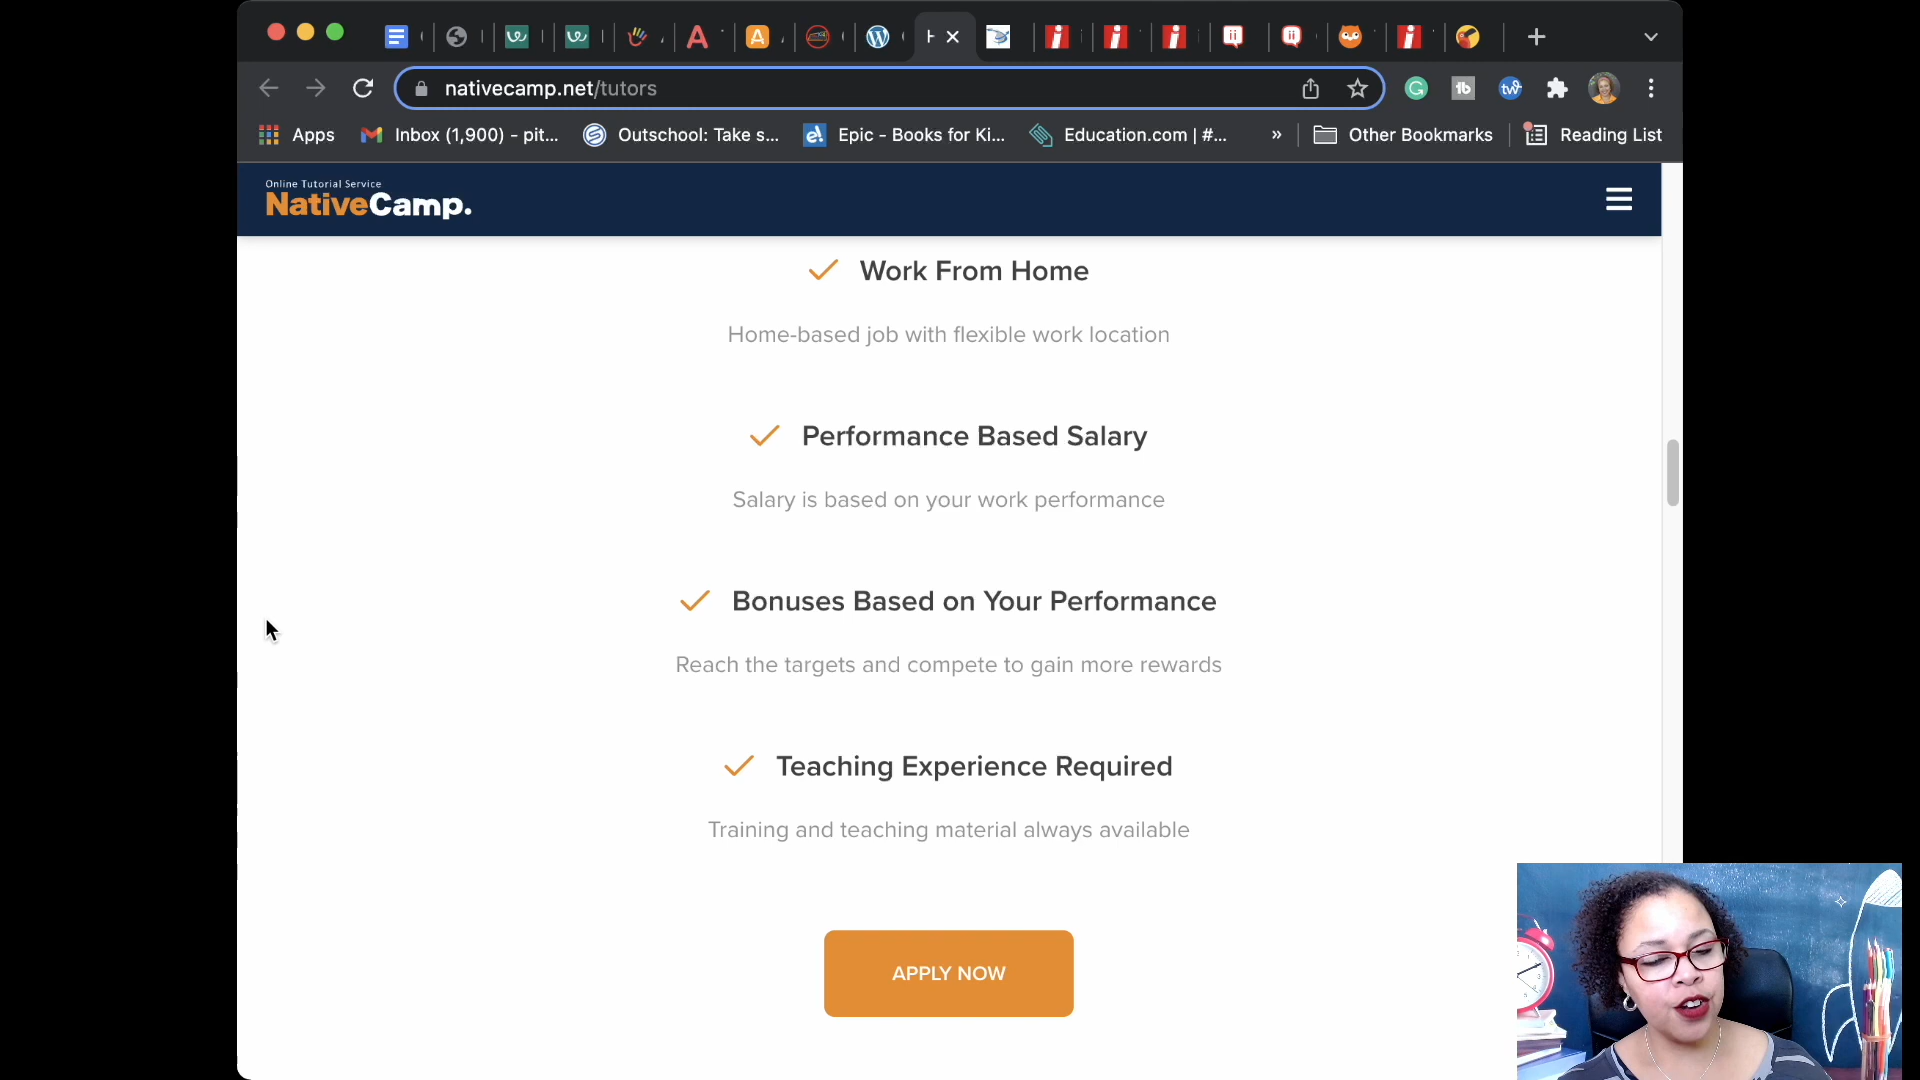 nativecamp.net/tutors
Apps
Inbox (1,900) - pit...
Outschool: Take s...
Epic - Books for Ki...
Education.com | #...
»
Other Bookmarks
Reading List
Online Tutorial Service
NativeCamp.
Work From Home
Home-based job with flexible work location
Performance Based Salary
Salary is based on your work performance
Bonuses Based on Your Performance
Reach the targets and compete to gain more rewards
Teaching Experience Required
Training and teaching material always available
APPLY NOW